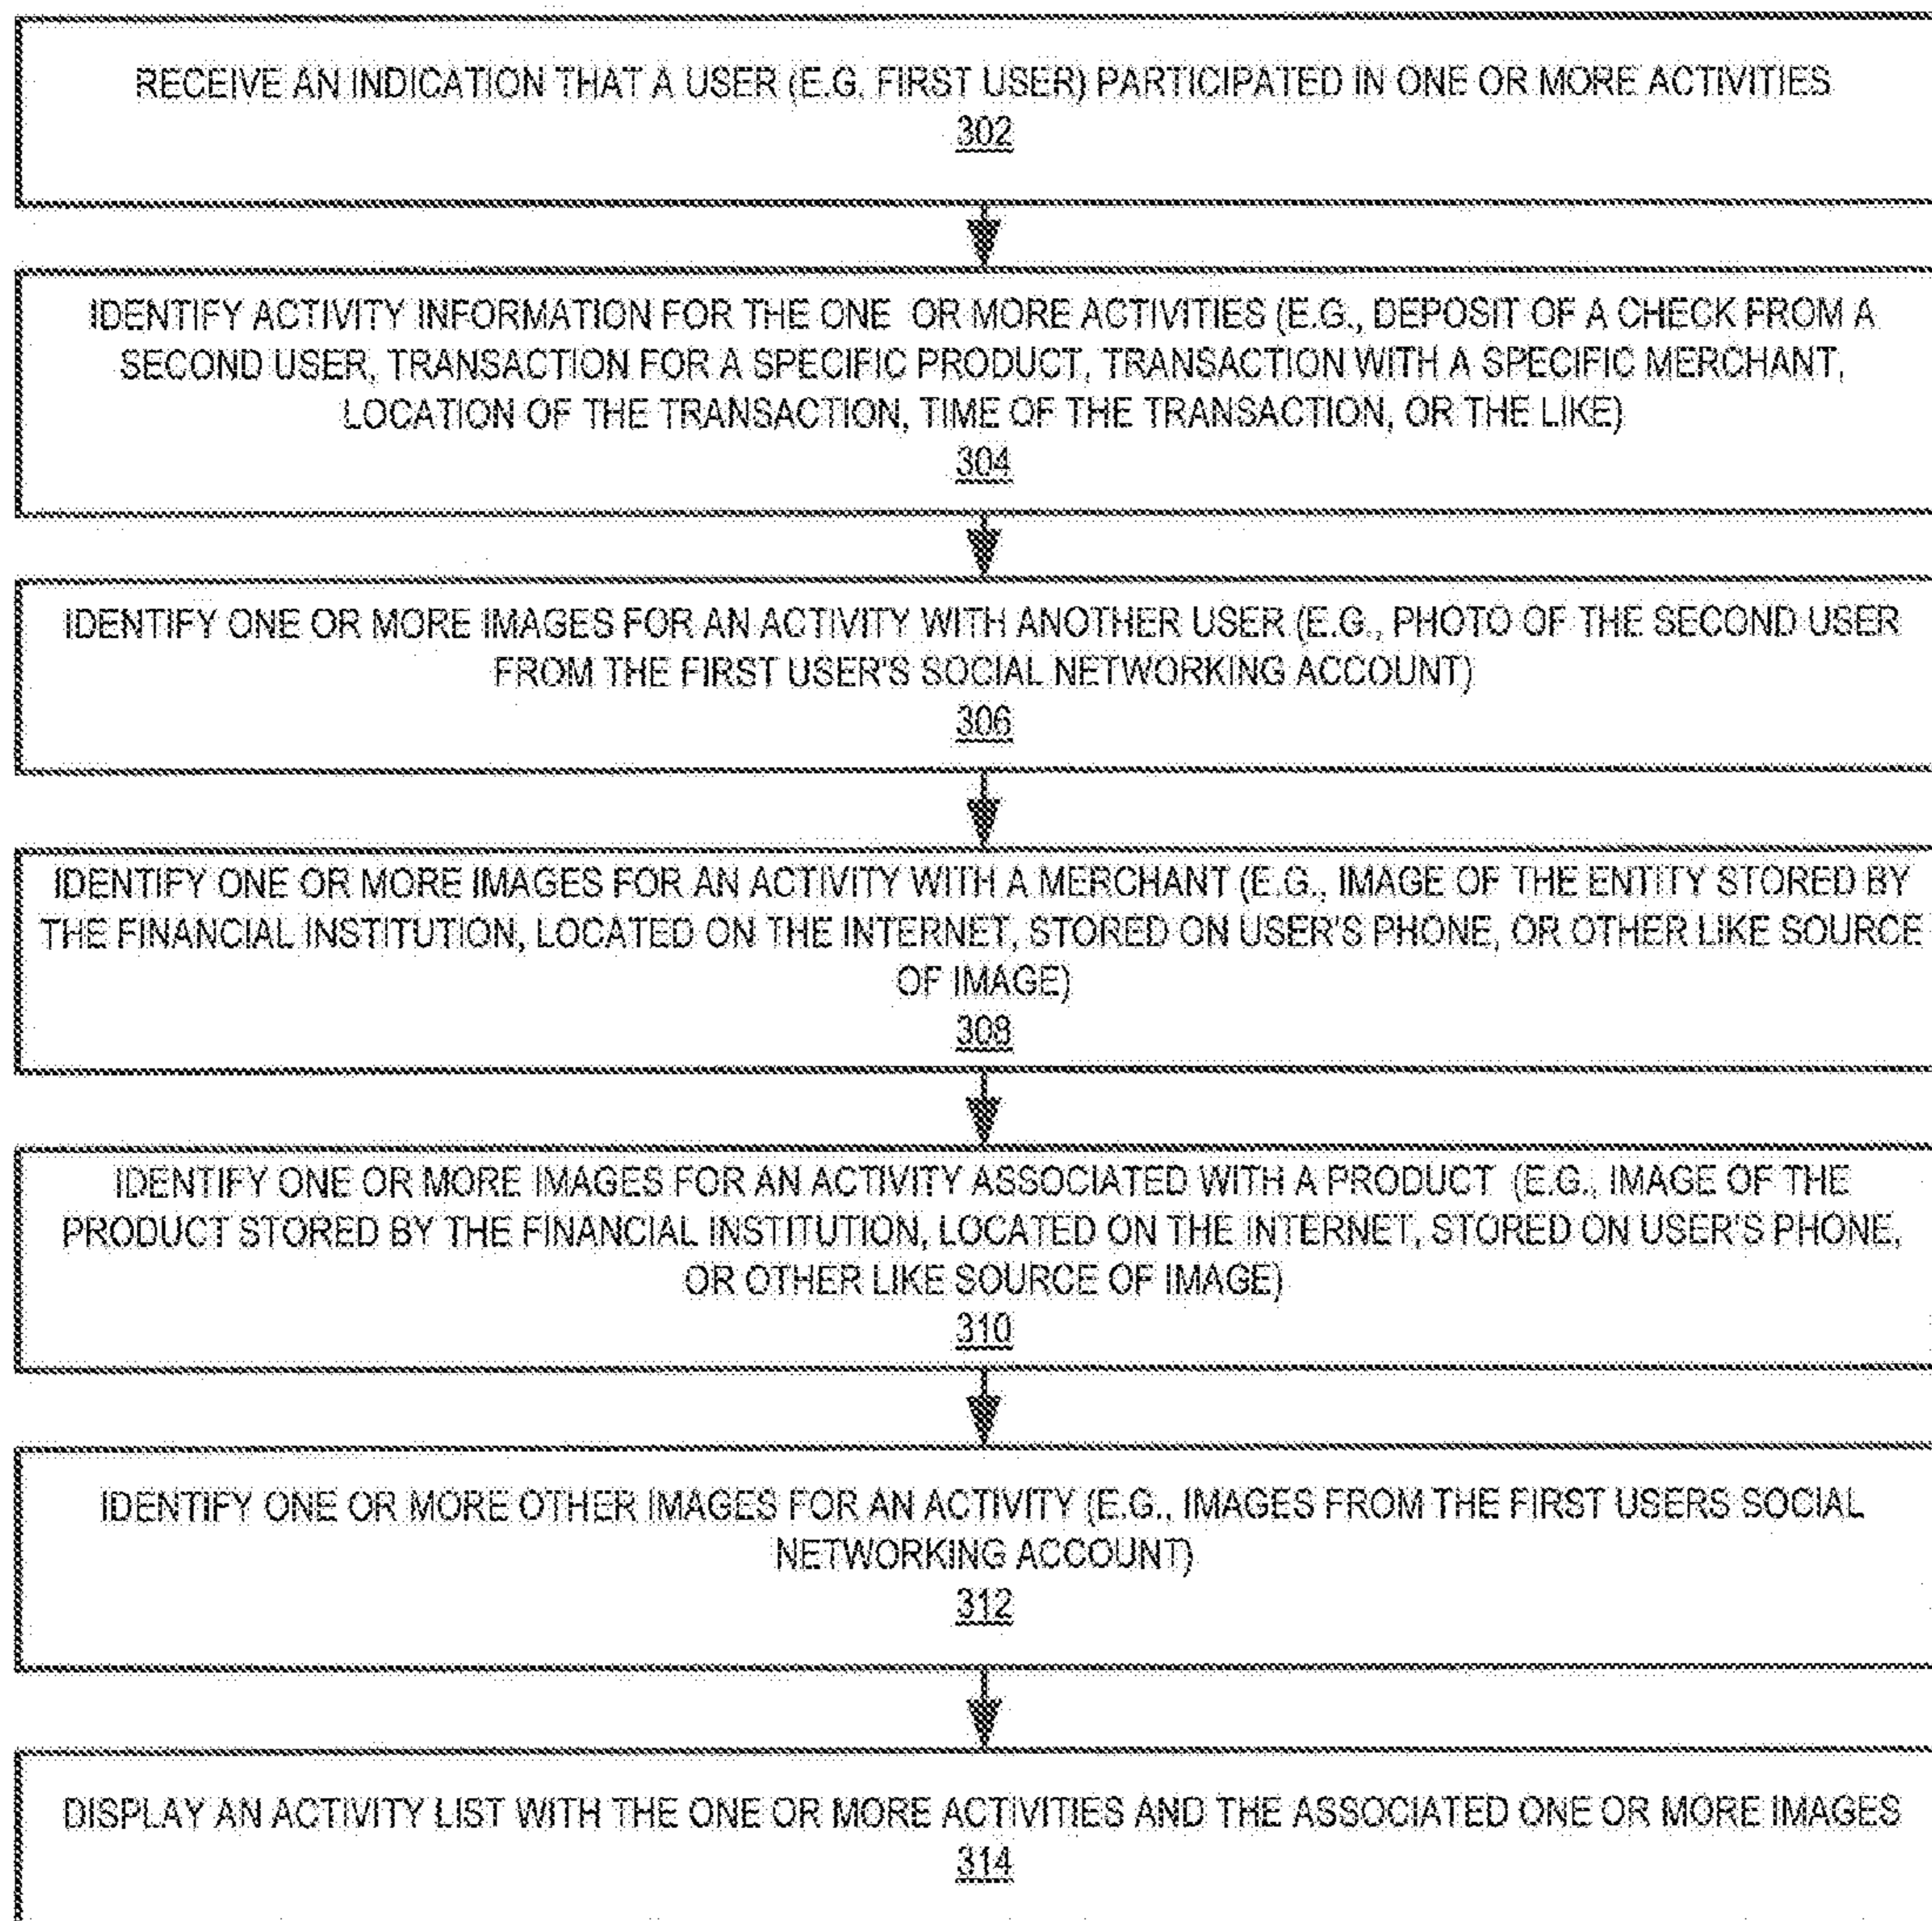 RECEIVE AN INDICATION THAT A USER (E.G. FIRST USER) PARTICIPATED IN ONE OR MORE ACTIVITIES
302
IDENTIFY ACTIVITY INFORMATION FOR THE ONE OR MORE ACTIVITIES (E.G., DEPOSIT OF A CHECK FROM A
SECOND USER, TRANSACTION FOR A SPECIFIC PRODUCT, TRANSACTION WITH A SPECIFIC MERCHANT,
LOCATION OF THE TRANSACTION, TIME OF THE TRANSACTION, OR THE LIKE)
304
IDENTIFY ONE OR MORE IMAGES FOR AN ACTIVITY WITH ANOTHER USER (E.G., PHOTO OF THE SECOND USER
FROM THE FIRST USER'S SOCIAL NETWORKING ACCOUNT)
306
IDENTIFY ONE OR MORE IMAGES FOR AN ACTIVITY WITH A MERCHANT (E.G., IMAGE OF THE ENTITY STORED BY
THE FINANCIAL INSTITUTION, LOCATED ON THE INTERNET, STORED ON USER'S PHONE, OR OTHER LIKE SOURCE
OF IMAGE)
308
IDENTIFY ONE OR MORE IMAGES FOR AN ACTIVITY ASSOCIATED WITH A PRODUCT (E.G., IMAGE OF THE
PRODUCT STORED BY THE FINANCIAL INSTITUTION, LOCATED ON THE INTERNET, STORED ON USER'S PHONE,
OR OTHER LIKE SOURCE OF IMAGE)
310
IDENTIFY ONE OR MORE OTHER IMAGES FOR AN ACTIVITY (E.G., IMAGES FROM THE FIRST USERS SOCIAL
NETWORKING ACCOUNT)
312
DISPLAY AN ACTIVITY LIST WITH THE ONE OR MORE ACTIVITIES AND THE ASSOCIATED ONE OR MORE IMAGES
314